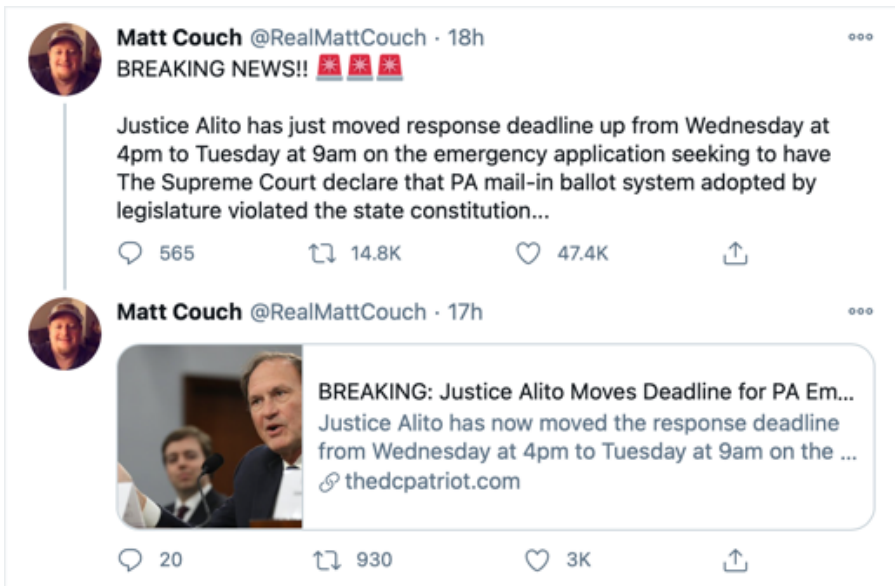 Matt Couch @RealMattCouch · 18h
BREAKING NEWS!! 🚨🚨🚨
Justice Alito has just moved response deadline up from Wednesday at
4pm to Tuesday at 9am on the emergency application seeking to have
The Supreme Court declare that PA mail-in ballot system adopted by
legislature violated the state constitution...
565 14.8K 47.4K
Matt Couch @RealMattCouch · 17h
BREAKING: Justice Alito Moves Deadline for PA Em...
Justice Alito has now moved the response deadline
from Wednesday at 4pm to Tuesday at 9am on the ...
thedcpatriot.com
20 930 3K